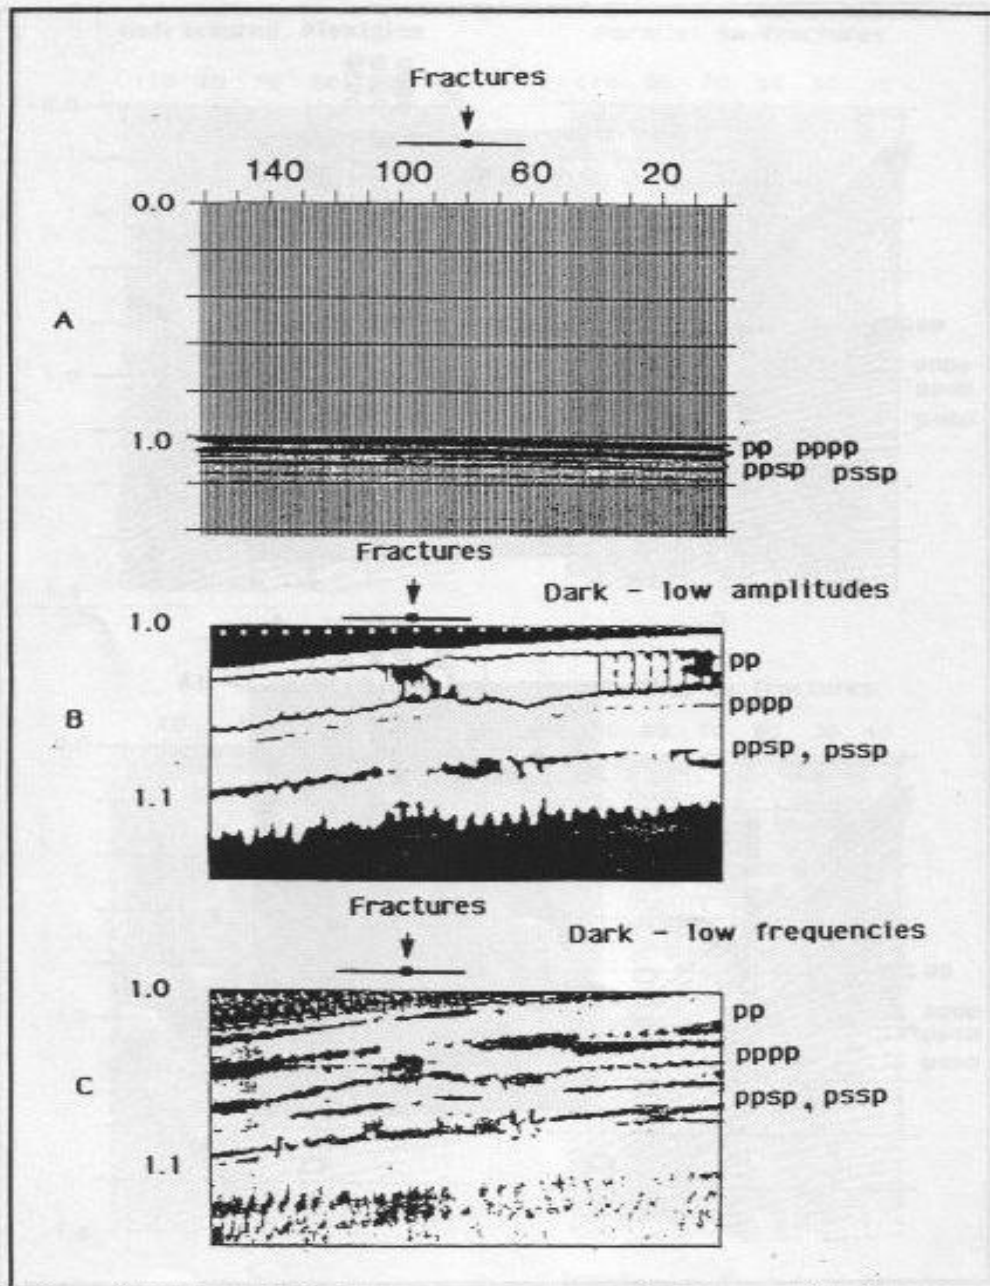 Fractures
140 100 60 20
0.0
A
1.0
pp pppp
ppsp pssp
Fractures
Dark - low amplitudes
1.0
pp
B
pppp
ppsp, pssp
1.1
Fractures
Dark - low frequencies
1.0
pp
pppp
C
ppsp, pssp
1.1